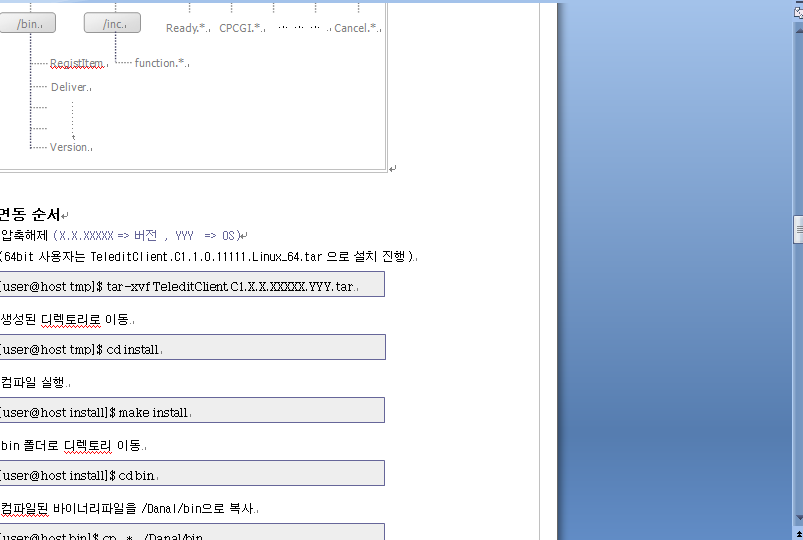 /bin.
/inc.
Ready.*. CPCGI.*. ... ... ... . Cancel.*.
RegistItem.
function.*.
Deliver.
Version.
연동 순서
압축해제 (X.X.XXXXX => 버전 , YYY => OS)
(64bit 사용자는 TeleditClient.C1.1.0.11111.Linux_64.tar 으로 설치 진행).
[user@host tmp]$ tar-xvf TeleditClient.C1.X.X.XXXXX.YYY.tar
생성된 디렉토리로 이동.
[user@host tmp]$ cd install
컴파일 실행.
[user@host install]$ make install
bin 폴더로 디렉토리 이동.
[user@host install]$ cd bin
컴파일된 바이너리파일을 /Danal/bin으로 복사.
[user@host bin]$ cp * /Danal/bin